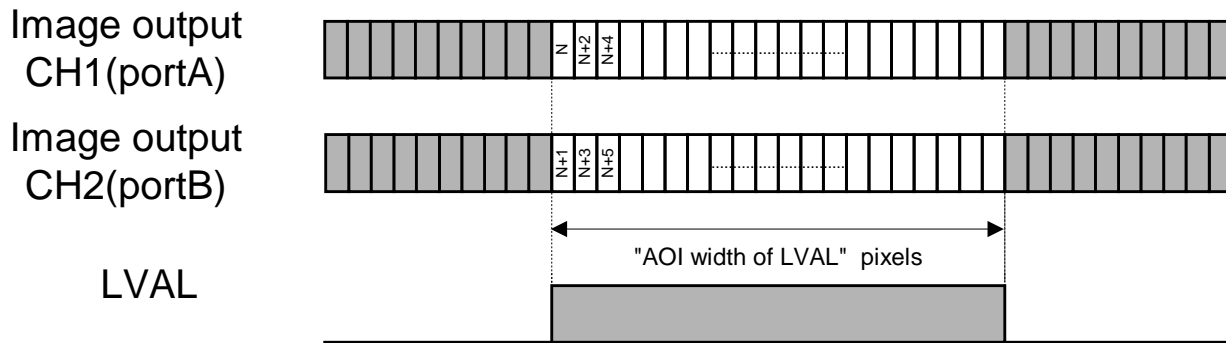 Image output
CH1(portA)
N
N+2
N+4
Image output
CH2(portB)
N+1
N+3
N+5
"AOI width of LVAL" pixels
LVAL